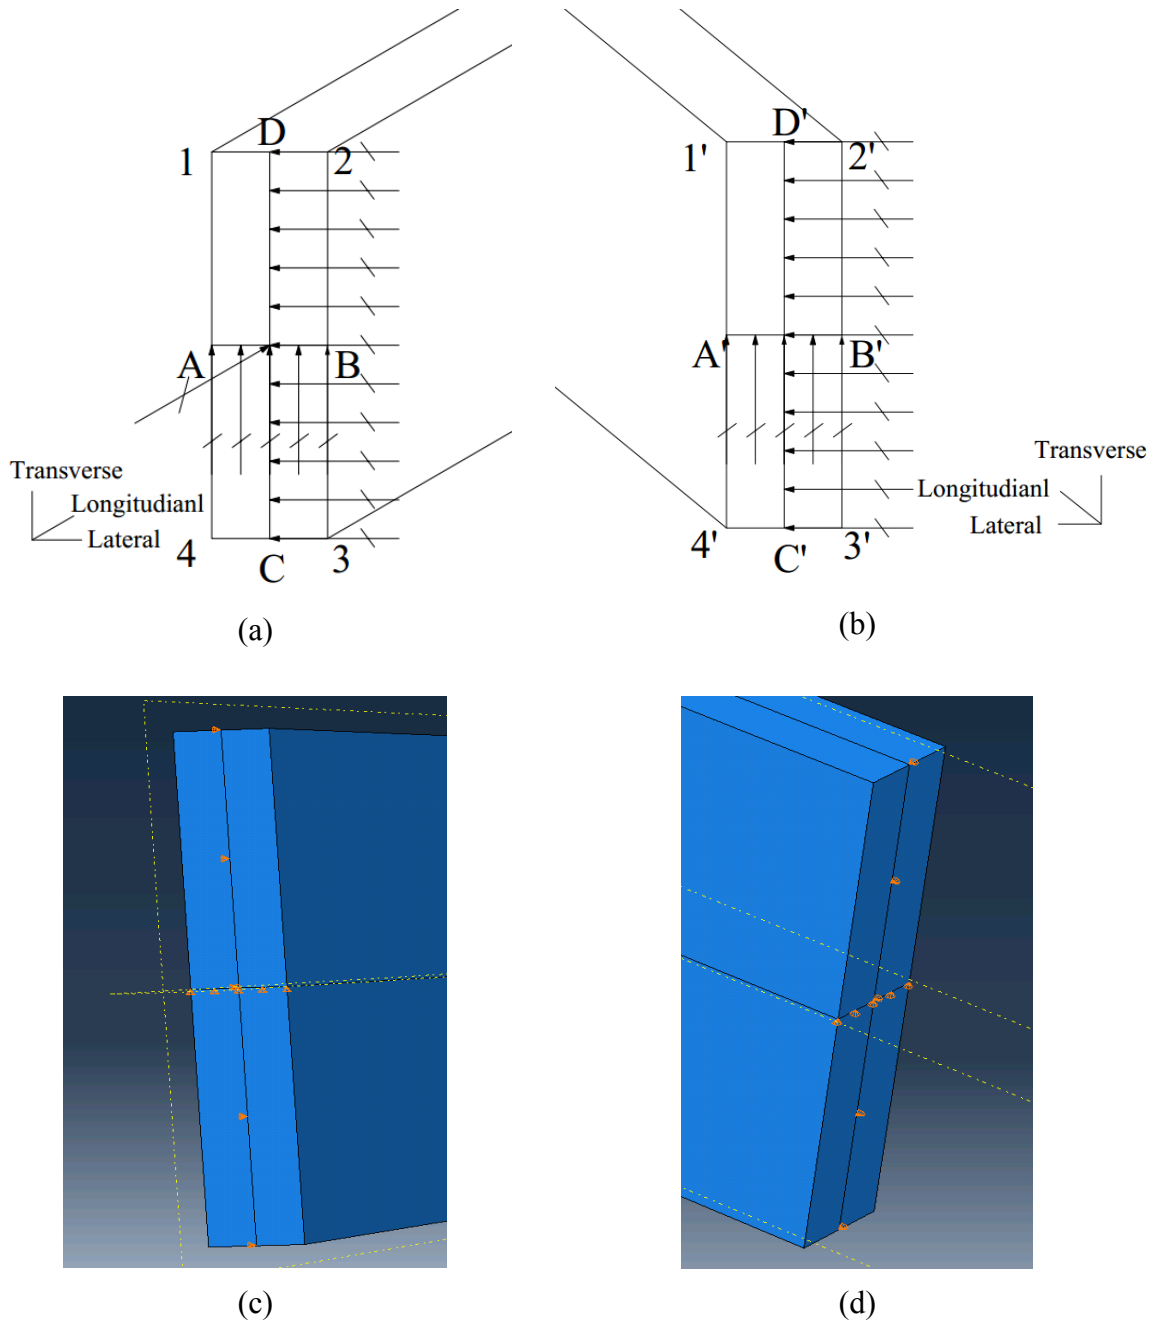 D
1
2
A
B
Transverse
Longitudianl
Lateral
4
C
3
(a)
D'
1'
2'
A'
B'
Transverse
Longitudianl
Lateral
4'
C'
3'
(b)
(c)
(d)